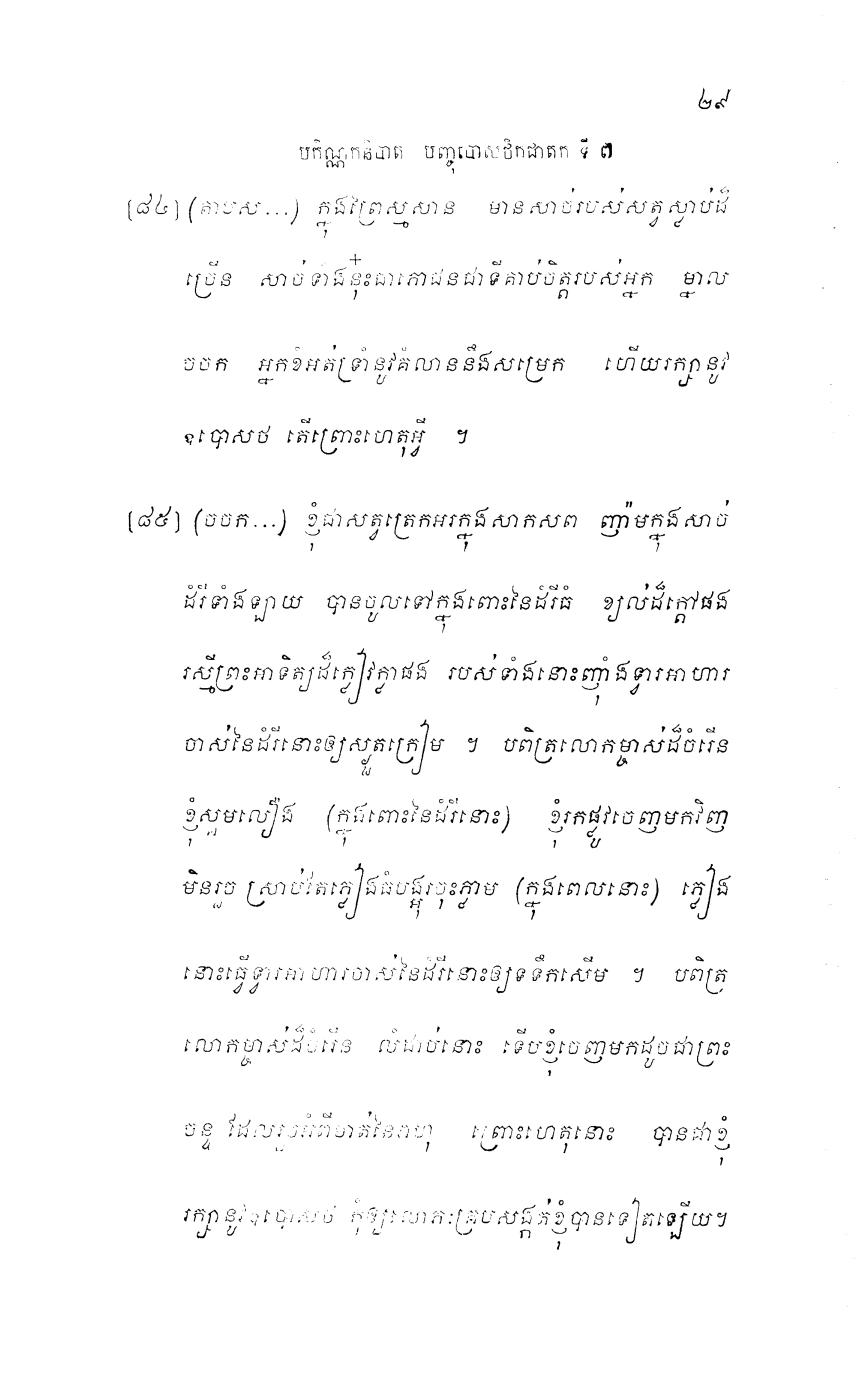 ២៩
បកិណ្ណកនិបាត បញ្ចុបោសថិកជាតក ទី ៧
[៨៤] (តាបស...) ក្នុងព្រៃស្មសាន មានសាច់របស់សត្វស្លាប់ដ៏
ច្រើន សាច់ទាំងនុ៎ះជាភោជនជាទីគាប់ចិត្តរបស់អ្នក ម្នាល
ចចក អ្នកខំអត់ទ្រាំនូវគំលាននឹងសម្រេក ហើយរក្សានូវ
ឧបោសថ តើព្រោះហេតុអ្វី ។
[៨៥] (ចចក...) ខ្ញុំជាសត្វត្រេកអរក្នុងសាកសព ញ៉ាមក្នុងសាច់
ដំរីទាំងឡាយ បានចូលទៅក្នុងពោះនៃដំរីធំ ខ្យល់ដ៏ក្តៅផង
រស្មីព្រះអាទិត្យដ៏ក្លៀវក្លាផង របស់ទាំងនោះញុំាងទ្វារអាហារ
ចាស់នៃដំរីនោះឲ្យស្ងួតក្រៀម ។ បពិត្រលោកម្ចាស់ដ៏ចំរើន
ខ្ញុំស្គមលឿង (ក្នុងពោះនៃដំរីនោះ) ខ្ញុំរកផ្លូវចេញមកវិញ
មិនរួច ស្រាប់តែភ្លៀងធំបង្អុរចុះភ្លាម (ក្នុងពេលនោះ) ភ្លៀង
នោះធ្វើទ្វារអាហារចាស់នៃដំរីនោះឲ្យទទឹកសើម ។ បពិត្រ
លោកម្ចាស់ដ៏ចំរើន លំដាប់នោះ ទើបខ្ញុំចេញមកដូចជាព្រះ
ចន្ទ ដែលរួចអំពីមាត់នៃរាហុ ព្រោះហេតុនោះ បានជាខ្ញុំ
រក្សានូវឧបោសថ កុំឲ្យលោភៈគ្របសង្កត់ខ្ញុំបានទៀតឡើយ។